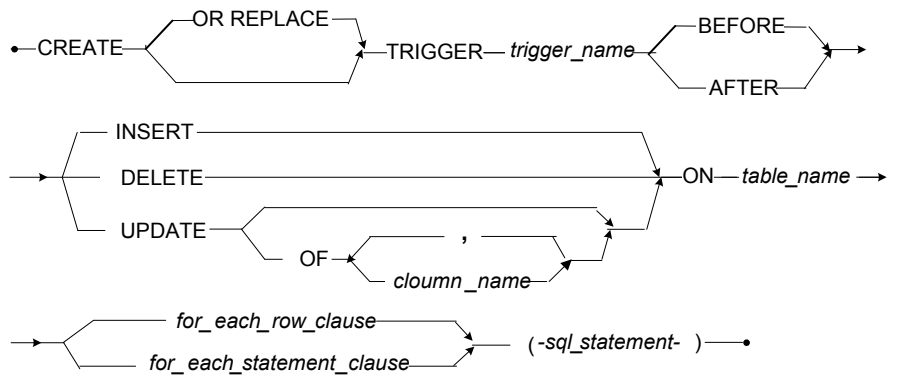 OR REPLACE
CREATE TRIGGER trigger_name
BEFORE
AFTER
INSERT
DELETE ON table_name
UPDATE
,
OF
cloumn_name
for_each_row_clause
(-sql_statement- )
for_each_statement_clause